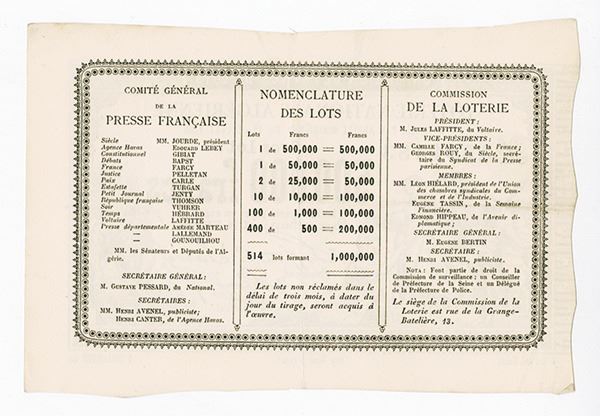 COMITÉ GÉNÉRAL
DE LA
PRESSE FRANÇAISE
Siècle MM. JOURDE, président
Agence Havas EDOUARD LEBEY
Constitutionnel GIBIAT
Débats BAPST
France FARCY
Justice PELLETAN
Paix CARLE
Estafette TURGAN
Petit Journal JENTY
République française THOMSON
Soir VUHRER
Temps HÉBRARD
Voltaire LAFFITTE
Presse départementale AMÉDÉE MARTEAU
— LALLEMAND
— GOUNOUILHOU
MM. les Sénateurs et Députés de l'Al-
gérie.
SECRÉTAIRE GÉNÉRAL:
M. GUSTAVE PESSARD, du National.
SECRÉTAIRES:
MM. HENRI AVENEL, publiciste;
HENRI CANTER, de l'Agence Havas.
NOMENCLATURE
DES LOTS
Lots Francs Francs
1 de 500,000 = 500,000
1 de 50,000 = 50,000
2 de 25,000 = 50,000
10 de 10,000 = 100,000
100 de 1,000 = 100,000
400 de 500 = 200,000
514 lots formant 1,000,000
Les lots non réclamés dans le
délai de trois mois, à dater du
jour du tirage, seront acquis à
l'œuvre.
COMMISSION
DE LA LOTERIE
PRÉSIDENT:
M. JULES LAFFITTE, du Voltaire.
VICE-PRÉSIDENTS:
MM. CAMILLE FARCY, de la France;
GEORGES ROUY, du Siècle, secré-
taire du Syndicat de la Presse
parisienne.
MEMBRES:
MM. LÉON HIÉLARD, président de l'Union
des chambres syndicales du Com-
merce et de l'Industrie.
EUGÈNE TASSIN, de la Semaine
Financière;
EDMOND HIPPEAU, de l'Avenir di-
plomatique;
SECRÉTAIRE GÉNÉRAL:
M. EUGÈNE BERTIN
SECRÉTAIRE:
M. HENRI AVENEL, publiciste.
NOTA: Font partie de droit de la
Commission de surveillance: un Conseiller
de Préfecture de la Seine et un Délégué
de la Préfecture de Police.
Le siège de la Commission de la
Loterie est rue de la Grange-
Batelière, 13.